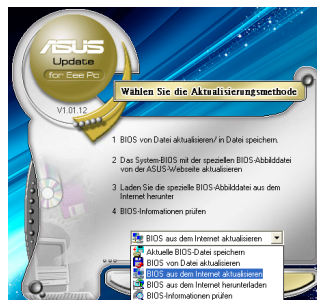 ASUS
Update
for Eee Pc
V1.01.12
Wählen Sie die Aktualisierungsmethode
1 BIOS von Datei aktualisieren/ in Datei speichern.
2 Das System-BIOS mit der speziellen BIOS-Abbilddatei
von der ASUS-Webseite aktualisieren
3 Laden Sie die spezielle BIOS-Abbilddatei aus dem
Internet herunter
4 BIOS-Informationen prüfen
BIOS aus dem Internet aktualisieren
Aktuelle BIOS-Datei speichern
BIOS von Datei aktualisieren
BIOS aus dem Internet aktualisieren
BIOS aus dem Internet herunterladen
BIOS-Informationen prüfen